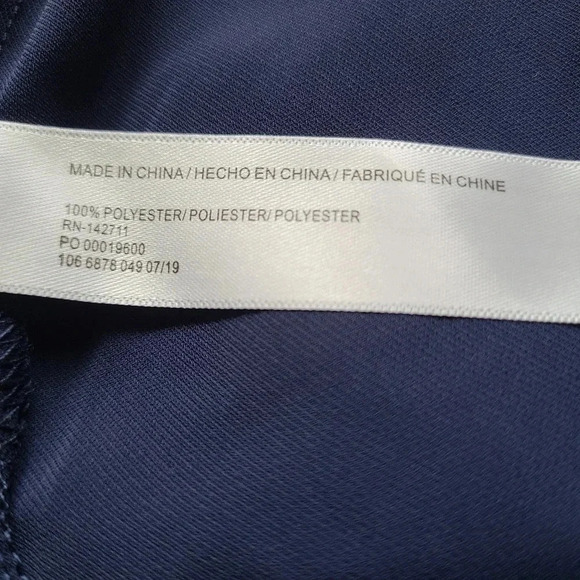 MADE IN CHINA / HECHO EN CHINA / FABRIQUÉ EN CHINE
100% POLYESTER/ POLIESTER/ POLYESTER
RN-142711
PO 00019600
106 6878 049 07/19